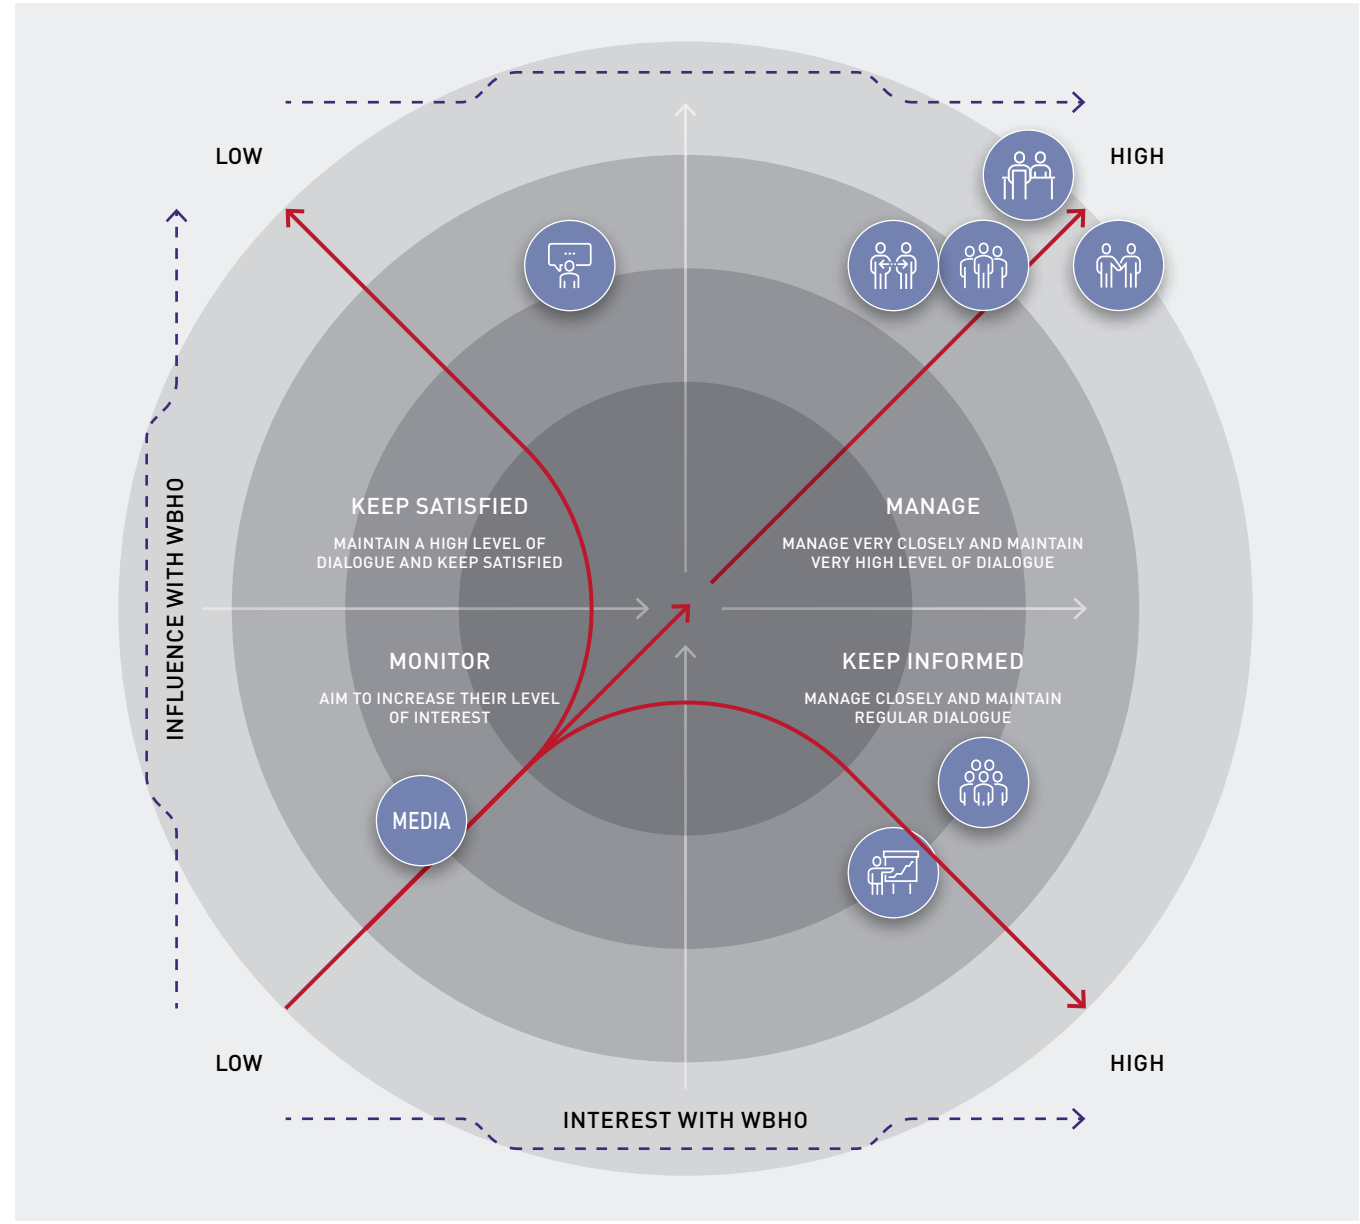 LOW
HIGH
...
KEEP SATISFIED
MAINTAIN A HIGH LEVEL OF
DIALOGUE AND KEEP SATISFIED
MANAGE
MANAGE VERY CLOSELY AND MAINTAIN
VERY HIGH LEVEL OF DIALOGUE
INFLUENCE WITH WBHO
MONITOR
AIM TO INCREASE THEIR LEVEL
OF INTEREST
KEEP INFORMED
MANAGE CLOSELY AND MAINTAIN
REGULAR DIALOGUE
MEDIA
LOW
HIGH
INTEREST WITH WBHO